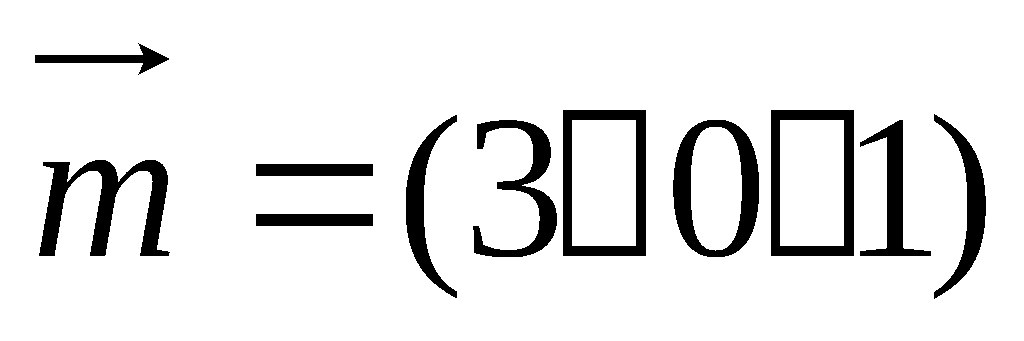 m⃗ = (3▯0▯1)